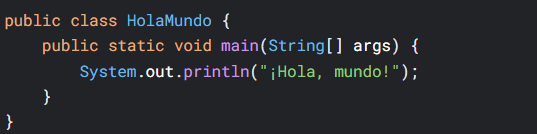 public class HolaMundo {
    public static void main(String[] args) {
        System.out.println("¡Hola, mundo!");
    }
}